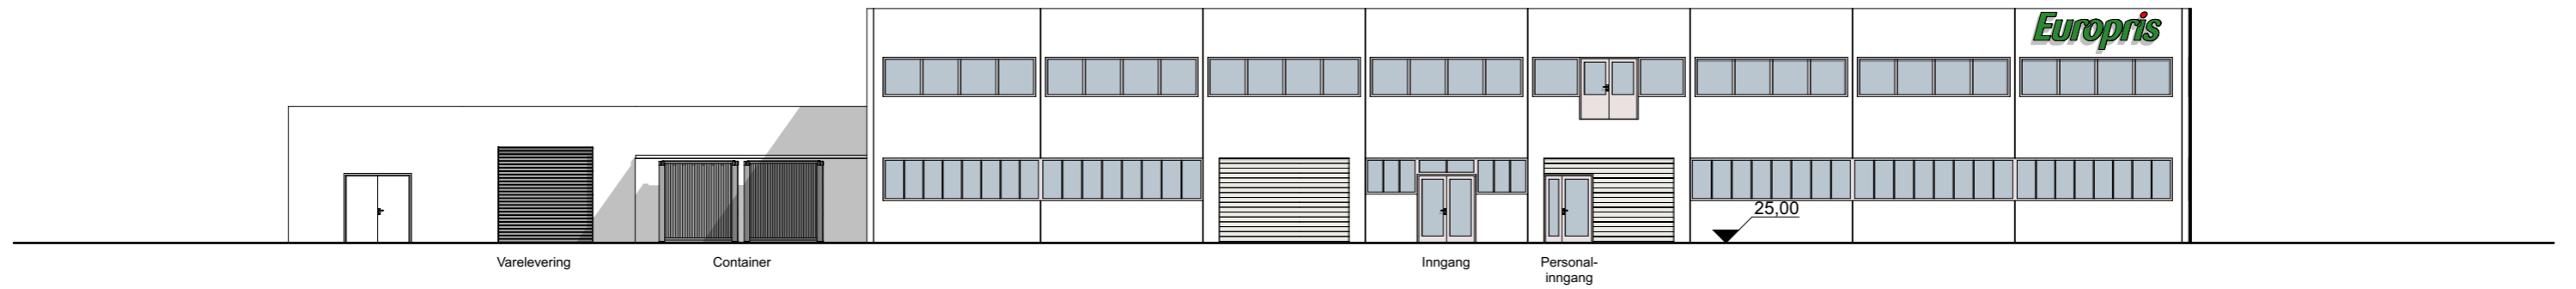 Europris
25,00
Varelevering
Container
Inngang
Personal-
inngang